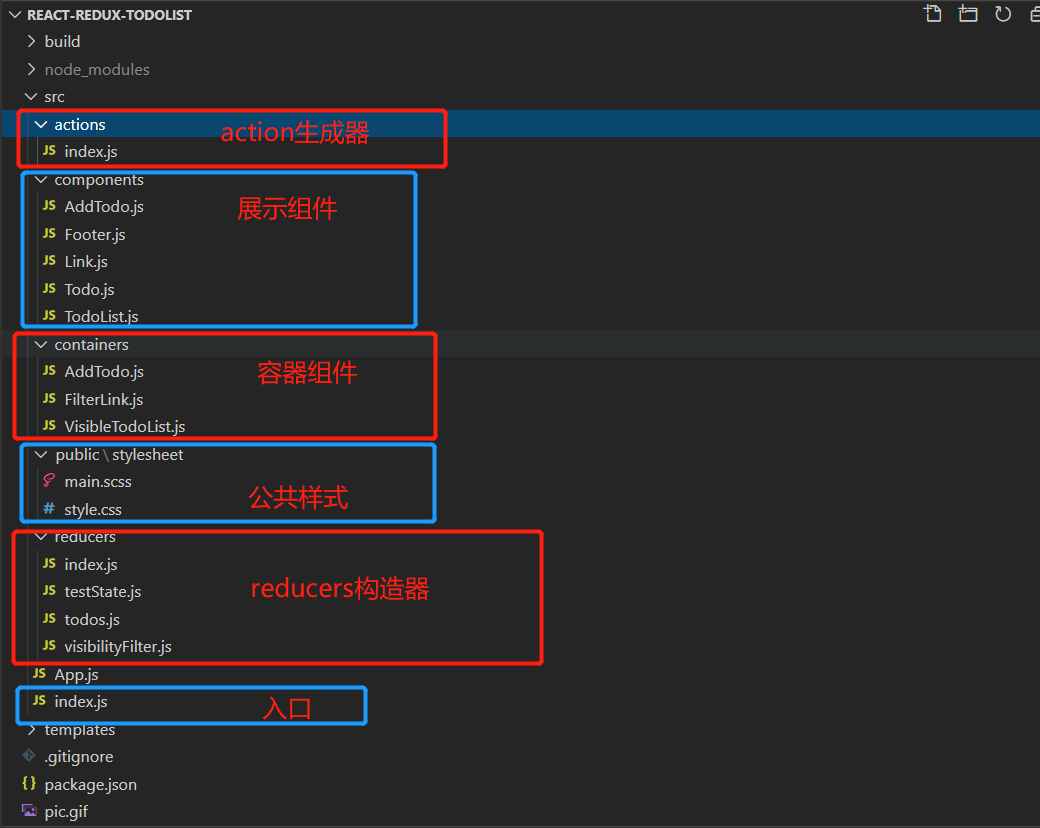 REACT-REDUX-TODOLIST
build
node_modules
src
actions
action生成器
JS index.js
components
JS AddTodo.js
展示组件
JS Footer.js
JS Link.js
JS Todo.js
JS TodoList.js
containers
JS AddTodo.js
容器组件
JS FilterLink.js
JS VisibleTodoList.js
public\stylesheet
main.scss
公共样式
# style.css
reducers
JS index.js
reducers构造器
JS testState.js
JS todos.js
JS visibilityFilter.js
JS App.js
JS index.js
入口
templates
.gitignore
{} package.json
pic.gif